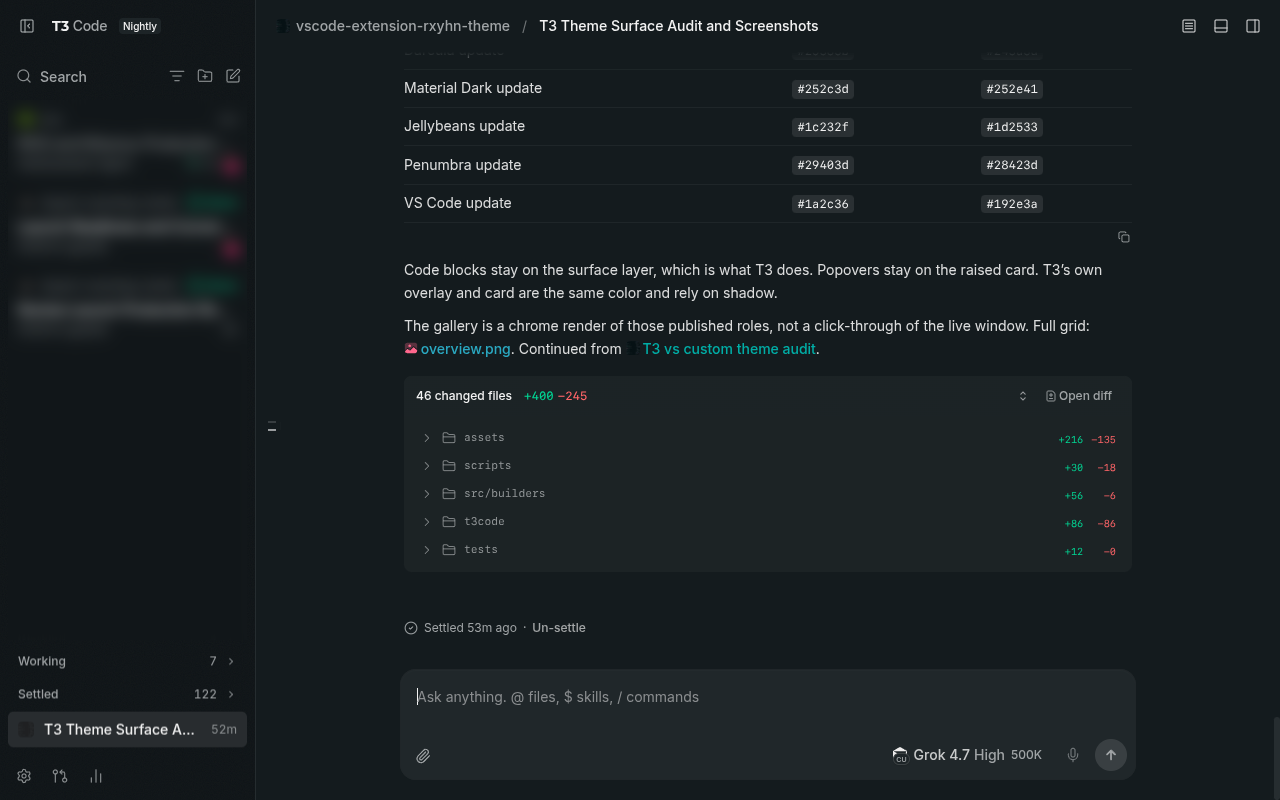 T3 Code Nightly
vscode-extension-rxyhn-theme / T3 Theme Surface Audit and Screenshots
Search
Material Dark update #252c3d #252e41
Jellybeans update #1c232f #1d2533
Penumbra update #29403d #28423d
VS Code update #1a2c36 #192e3a
Code blocks stay on the surface layer, which is what T3 does. Popovers stay on the raised card. T3’s own
overlay and card are the same color and rely on shadow.
The gallery is a chrome render of those published roles, not a click-through of the live window. Full grid:
overview.png. Continued from T3 vs custom theme audit.
46 changed files +400 −245 Open diff
assets +216 −135
scripts +30 −18
src/builders +56 −6
t3code +86 −86
tests +12 −0
Settled 53m ago · Un-settle
Working 7
Settled 122
T3 Theme Surface A... 52m
Ask anything. @ files, $ skills, / commands
CU Grok 4.7 High 500K